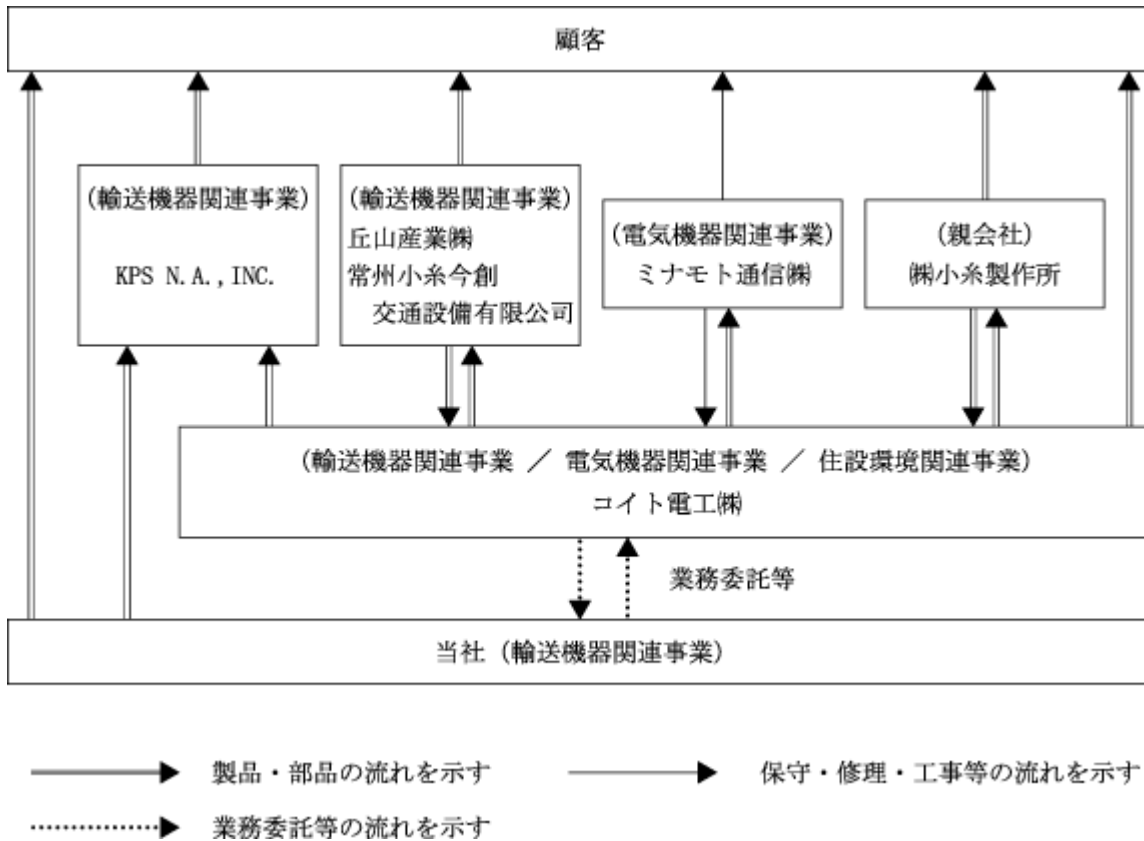 顧客
(輸送機器関連事業)
KPS N.A.,INC.
(輸送機器関連事業)
丘山産業㈱
常州小糸今創
交通設備有限公司
(電気機器関連事業)
ミナモト通信㈱
(親会社)
㈱小糸製作所
(輸送機器関連事業 ／ 電気機器関連事業 ／ 住設環境関連事業)
コイト電工㈱
業務委託等
当社 (輸送機器関連事業)
製品・部品の流れを示す
保守・修理・工事等の流れを示す
業務委託等の流れを示す